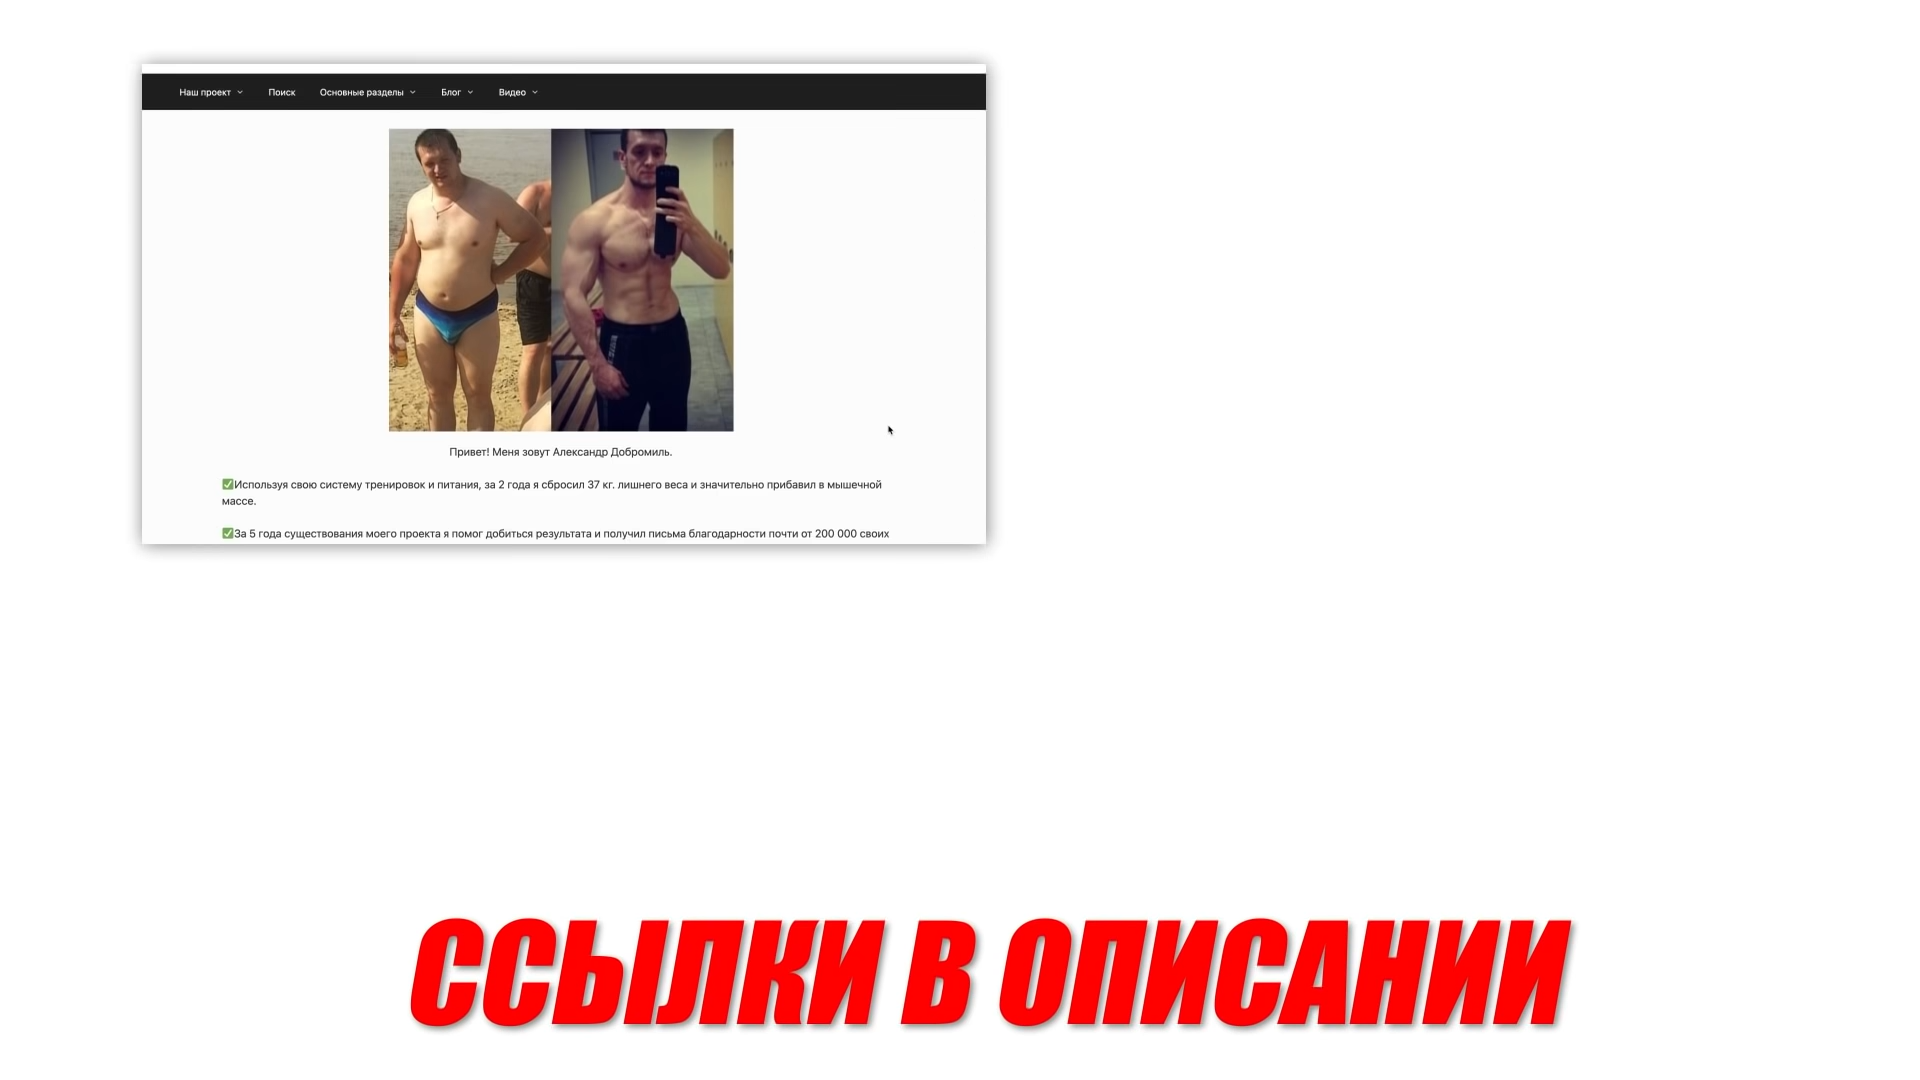 Наш проект Поиск Основные разделы Блог Видео
Привет! Меня зовут Александр Добромиль.
✅Используя свою систему тренировок и питания, за 2 года я сбросил 37 кг. лишнего веса и значительно прибавил в мышечной
массе.
✅За 5 года существования моего проекта я помог добиться результата и получил письма благодарности почти от 200 000 своих
ССЫЛКИ В ОПИСАНИИ